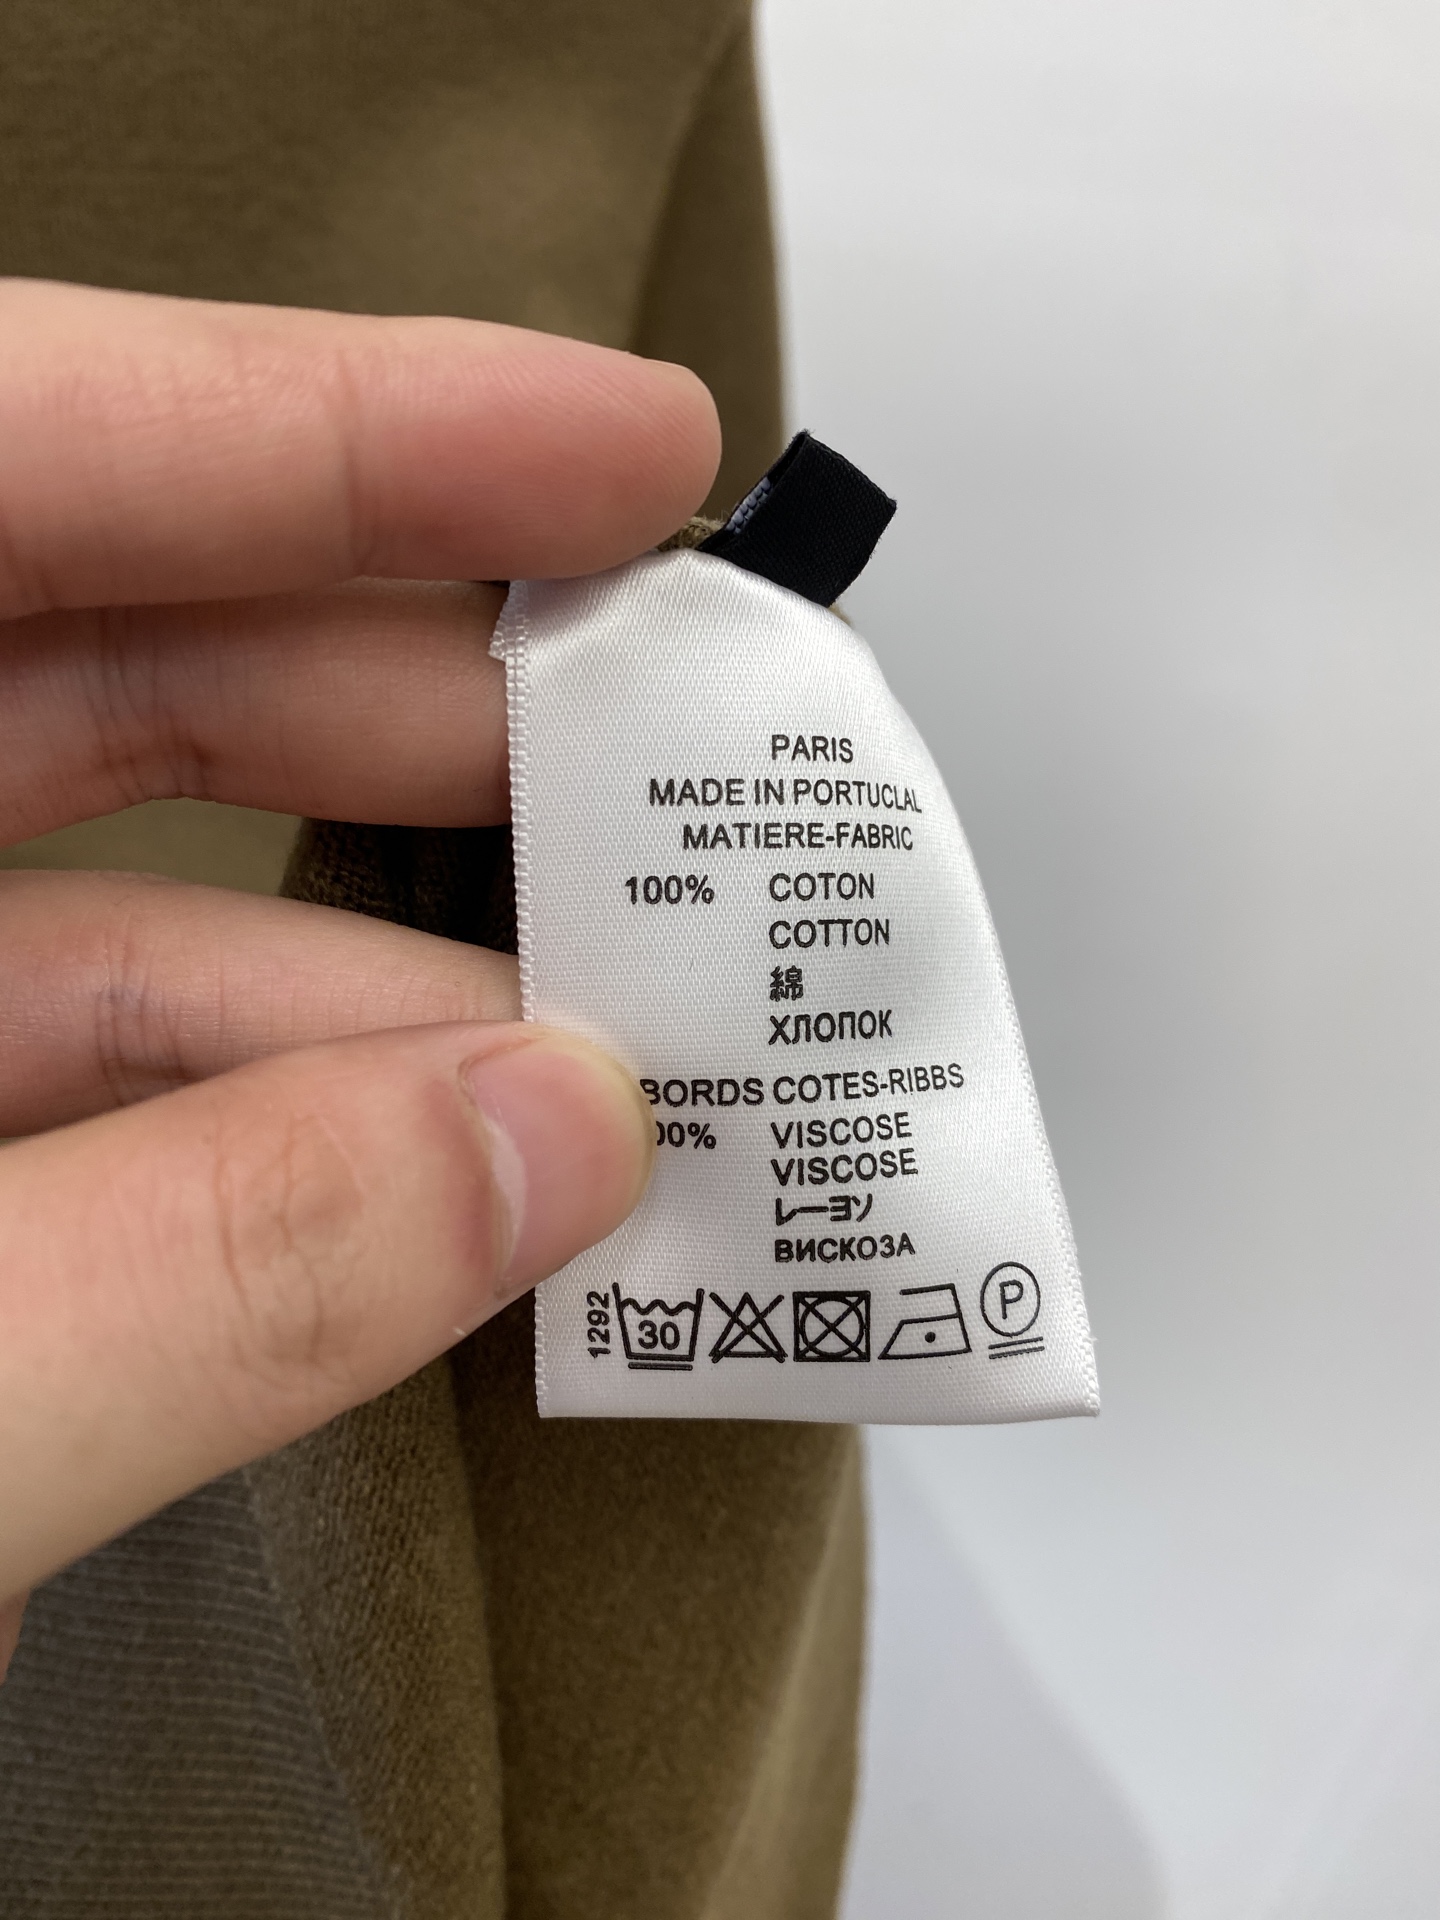 PARIS
MADE IN PORTUCLAL
MATIERE-FABRIC
100% COTON
COTTON
綿
ХЛОПОК
BORDS COTES-RIBBS
00% VISCOSE
VISCOSE
レーヨソ
ВИСКОЗА
1292 30 P